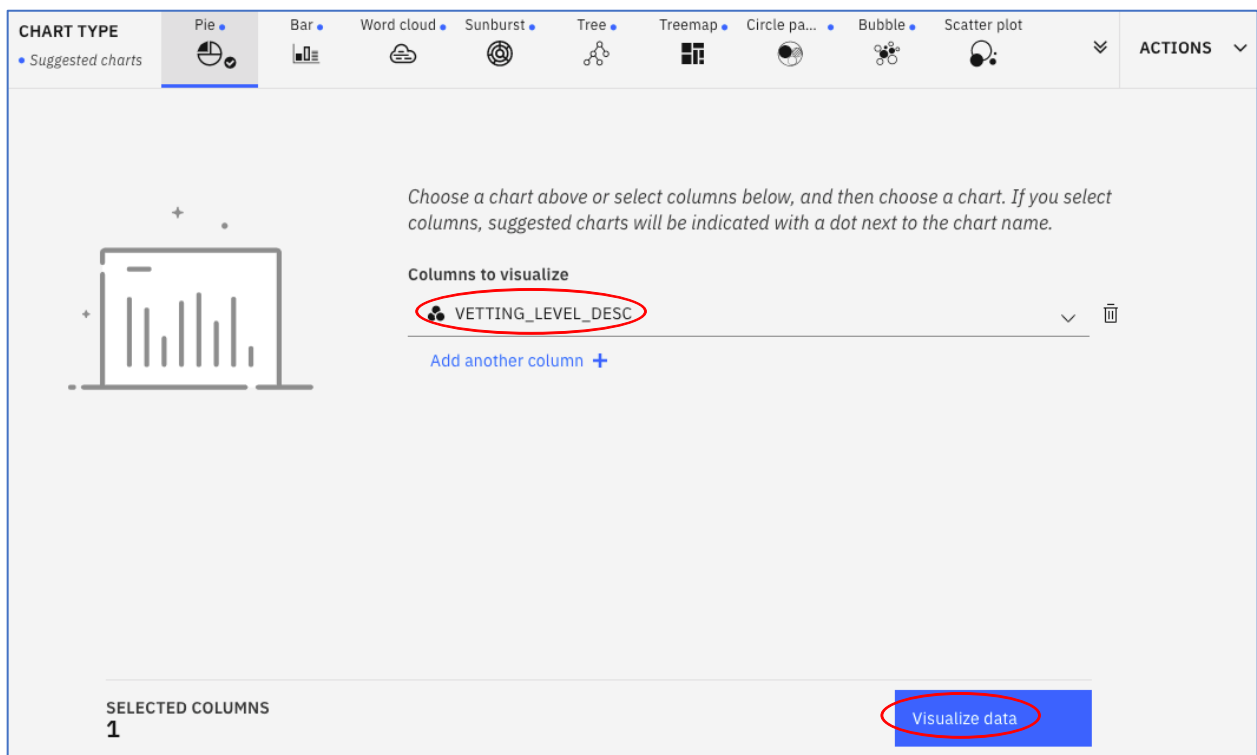 CHART TYPE
• Suggested charts
Pie
Bar
Word cloud
Sunburst
Tree
Treemap
Circle pa...
Bubble
Scatter plot
ACTIONS
Choose a chart above or select columns below, and then choose a chart. If you select
columns, suggested charts will be indicated with a dot next to the chart name.
Columns to visualize
VETTING_LEVEL_DESC
Add another column +
SELECTED COLUMNS
1
Visualize data